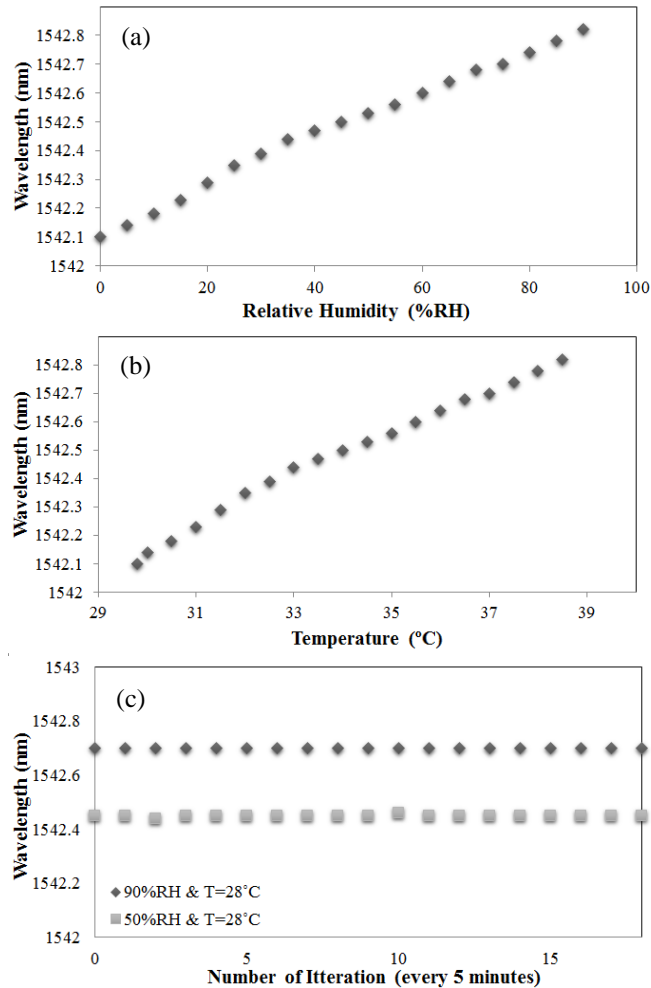 (a)
Wavelength (nm)
1542.8
1542.7
1542.6
1542.5
1542.4
1542.3
1542.2
1542.1
1542
0 20 40 60 80 100
Relative Humidity (%RH)
(b)
Wavelength (nm)
1542.8
1542.7
1542.6
1542.5
1542.4
1542.3
1542.2
1542.1
1542
29 31 33 35 37 39
Temperature (ºC)
(c)
Wavelength (nm)
1543
1542.8
1542.6
1542.4
1542.2
1542
90%RH & T=28˚C
50%RH & T=28˚C
0 5 10 15
Number of Itteration (every 5 minutes)